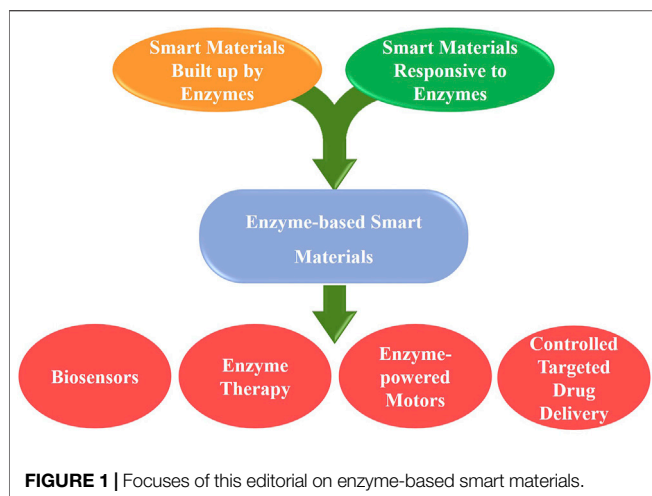 Smart Materials
Built up by
Enzymes
Smart Materials
Responsive to
Enzymes
Enzyme-based Smart
Materials
Biosensors
Enzyme
Therapy
Enzyme-
powered
Motors
Controlled
Targeted
Drug
Delivery
FIGURE 1 | Focuses of this editorial on enzyme-based smart materials.